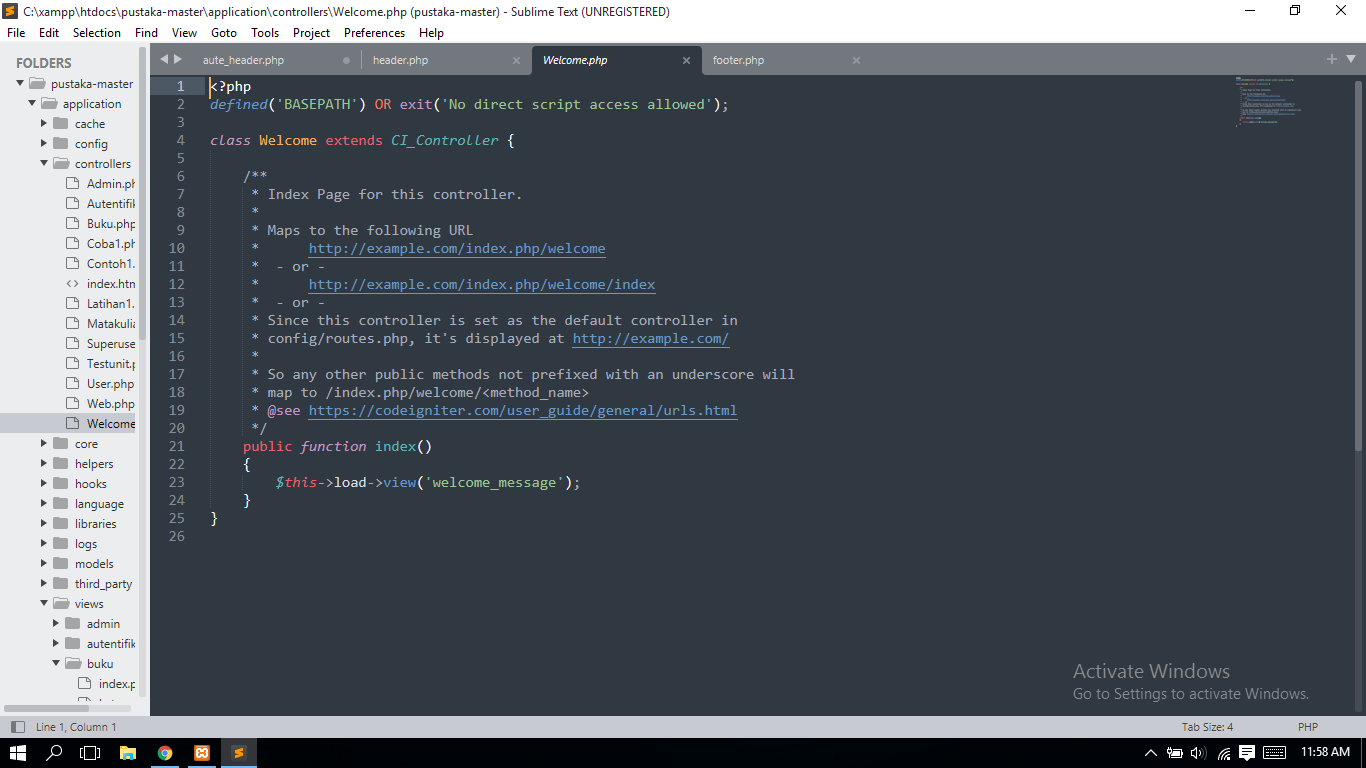 C:\xampp\htdocs\pustaka-master\application\controllers\Welcome.php (pustaka-master) - Sublime Text (UNREGISTERED)
File Edit Selection Find View Goto Tools Project Preferences Help
FOLDERS
pustaka-master
application
cache
config
controllers
Admin.ph
Autentifik
Buku.php
Coba1.ph
Contoh1.
index.htm
Latihan1.
Matakulia
Superuse
Testunit.p
User.php
Web.php
Welcome
core
helpers
hooks
language
libraries
logs
models
third_party
views
admin
autentifik
buku
index.p
aute_header.php header.php Welcome.php footer.php
1 <?php
2 defined('BASEPATH') OR exit('No direct script access allowed');
3
4 class Welcome extends CI_Controller {
5
6 /**
7 * Index Page for this controller.
8 *
9 * Maps to the following URL
10 * http://example.com/index.php/welcome
11 * - or -
12 * http://example.com/index.php/welcome/index
13 * - or -
14 * Since this controller is set as the default controller in
15 * config/routes.php, it's displayed at http://example.com/
16 *
17 * So any other public methods not prefixed with an underscore will
18 * map to /index.php/welcome/<method_name>
19 * @see https://codeigniter.com/user_guide/general/urls.html
20 */
21 public function index()
22 {
23 $this->load->view('welcome_message');
24 }
25 }
26
Activate Windows
Go to Settings to activate Windows.
Line 1, Column 1 Tab Size: 4 PHP
11:58 AM